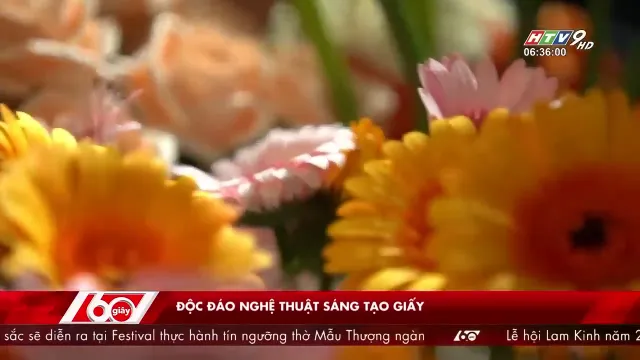 HTV9HD
06:36:00
60 giây
ĐỘC ĐÁO NGHỆ THUẬT SÁNG TẠO GIẤY
sắc sẽ diễn ra tại Festival thực hành tín ngưỡng thờ Mẫu Thượng ngàn 60 Lễ hội Lam Kinh năm 2